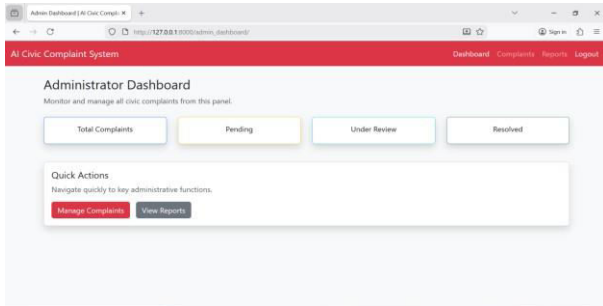 Admin Dashboard | AI Civic Compl
http://127.0.0.1:8000/admin_dashboard/
Sign in
AI Civic Complaint System
Dashboard Complaints Reports Logout
Administrator Dashboard
Monitor and manage all civic complaints from this panel.
Total Complaints Pending Under Review Resolved
Quick Actions
Navigate quickly to key administrative functions.
Manage Complaints View Reports